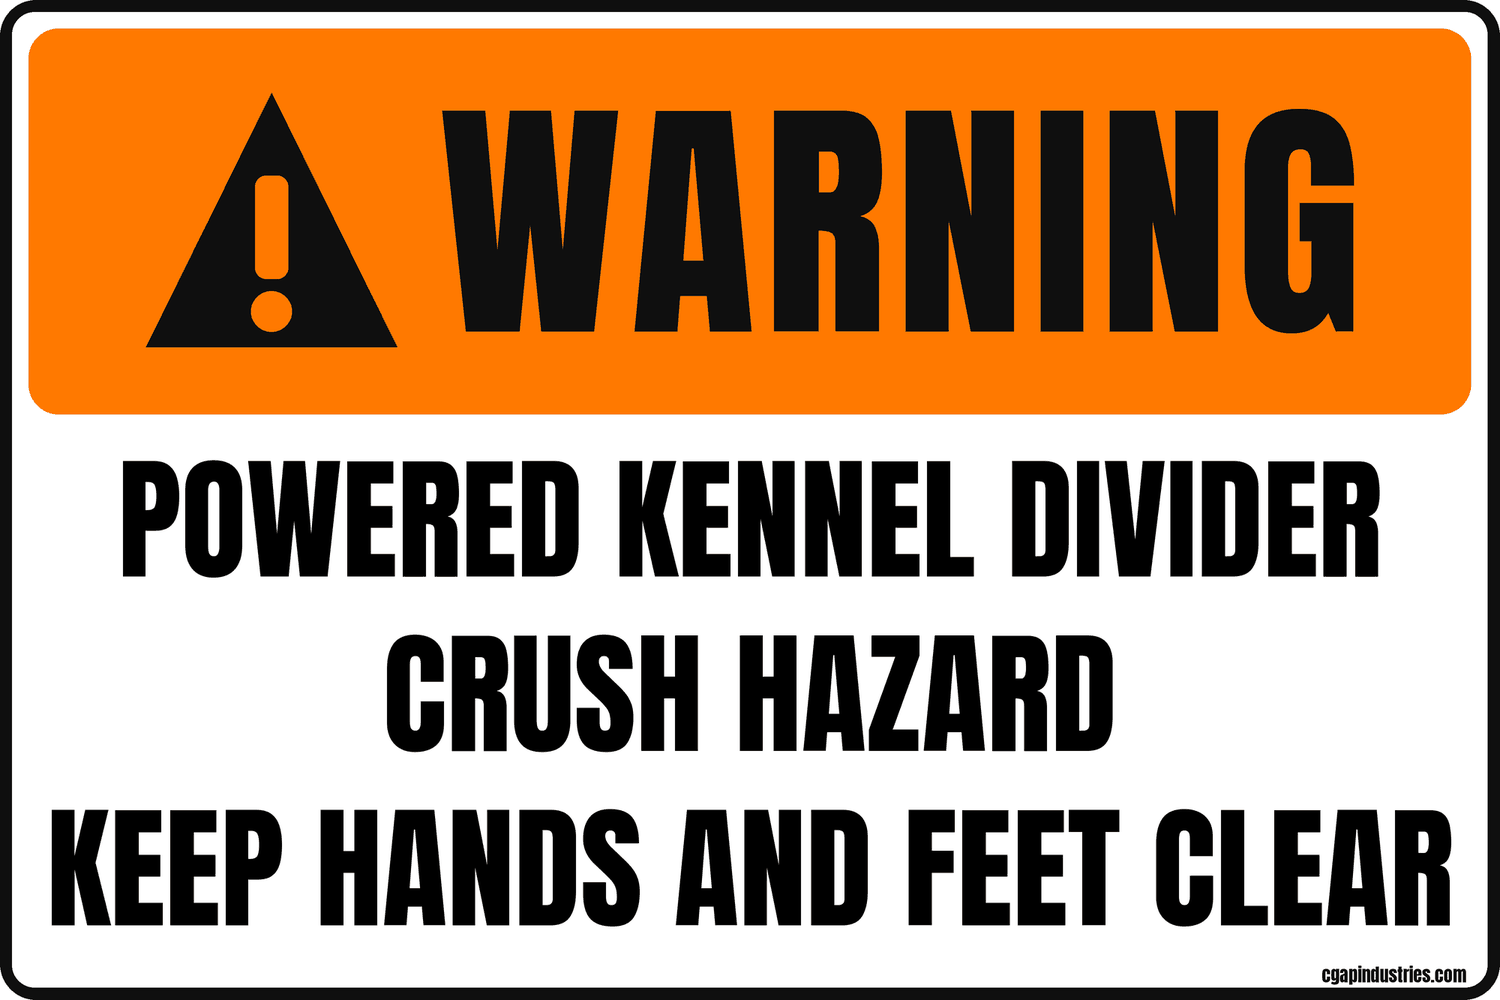 WARNING
POWERED KENNEL DIVIDER
CRUSH HAZARD
KEEP HANDS AND FEET CLEAR
cgapindustries.com